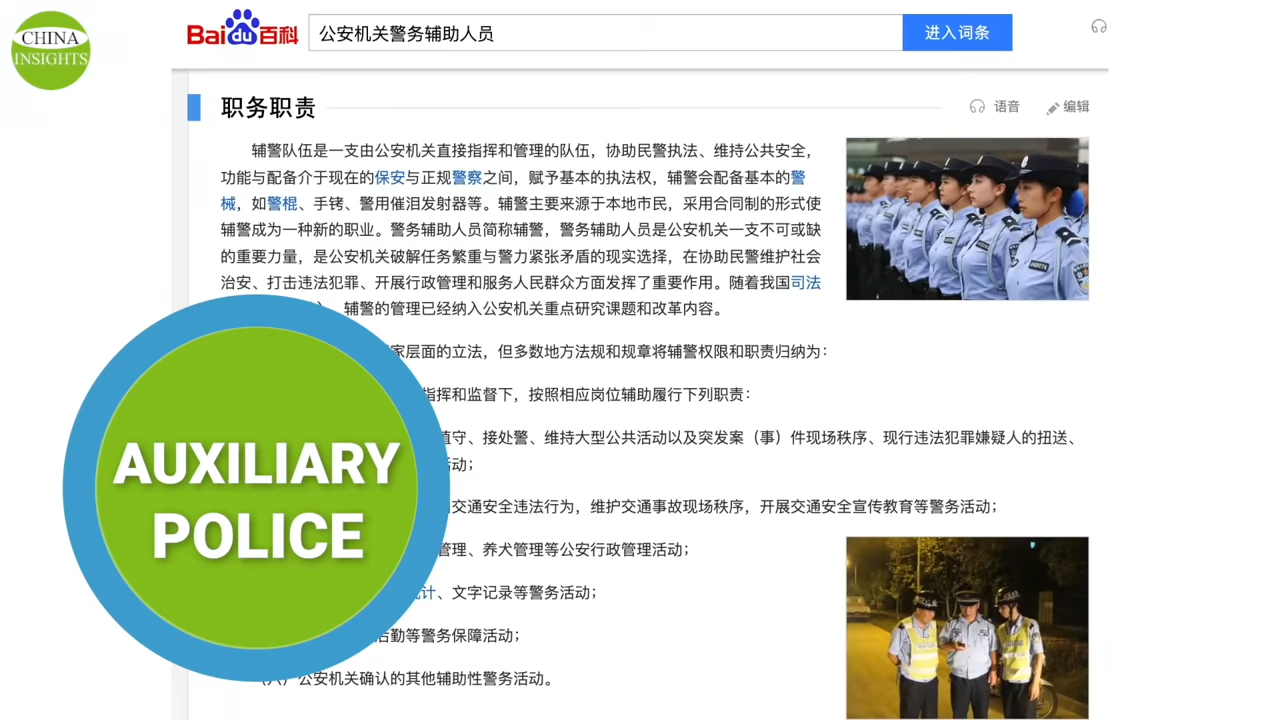 CHINA
INSIGHTS
Bai du 百科
公安机关警务辅助人员
进入词条
职务职责
语音
编辑
辅警队伍是一支由公安机关直接指挥和管理的队伍，协助民警执法、维持公共安全，
功能与配备介于现在的保安与正规警察之间，赋予基本的执法权，辅警会配备基本的警
械，如警棍、手铐、警用催泪发射器等。辅警主要来源于本地市民，采用合同制的形式使
辅警成为一种新的职业。警务辅助人员简称辅警，警务辅助人员是公安机关一支不可或缺
的重要力量，是公安机关破解任务繁重与警力紧张矛盾的现实选择，在协助民警维护社会
治安、打击违法犯罪、开展行政管理和服务人民群众方面发挥了重要作用。随着我国司法
辅警的管理已经纳入公安机关重点研究课题和改革内容。
家层面的立法，但多数地方法规和规章将辅警权限和职责归纳为：
指挥和监督下，按照相应岗位辅助履行下列职责：
值守、接处警、维持大型公共活动以及突发案（事）件现场秩序、现行违法犯罪嫌疑人的扭送、
动；
交通安全违法行为，维护交通事故现场秩序，开展交通安全宣传教育等警务活动；
管理、养犬管理等公安行政管理活动；
计、文字记录等警务活动；
后勤等警务保障活动；
（六）公安机关确认的其他辅助性警务活动。
AUXILIARY
POLICE